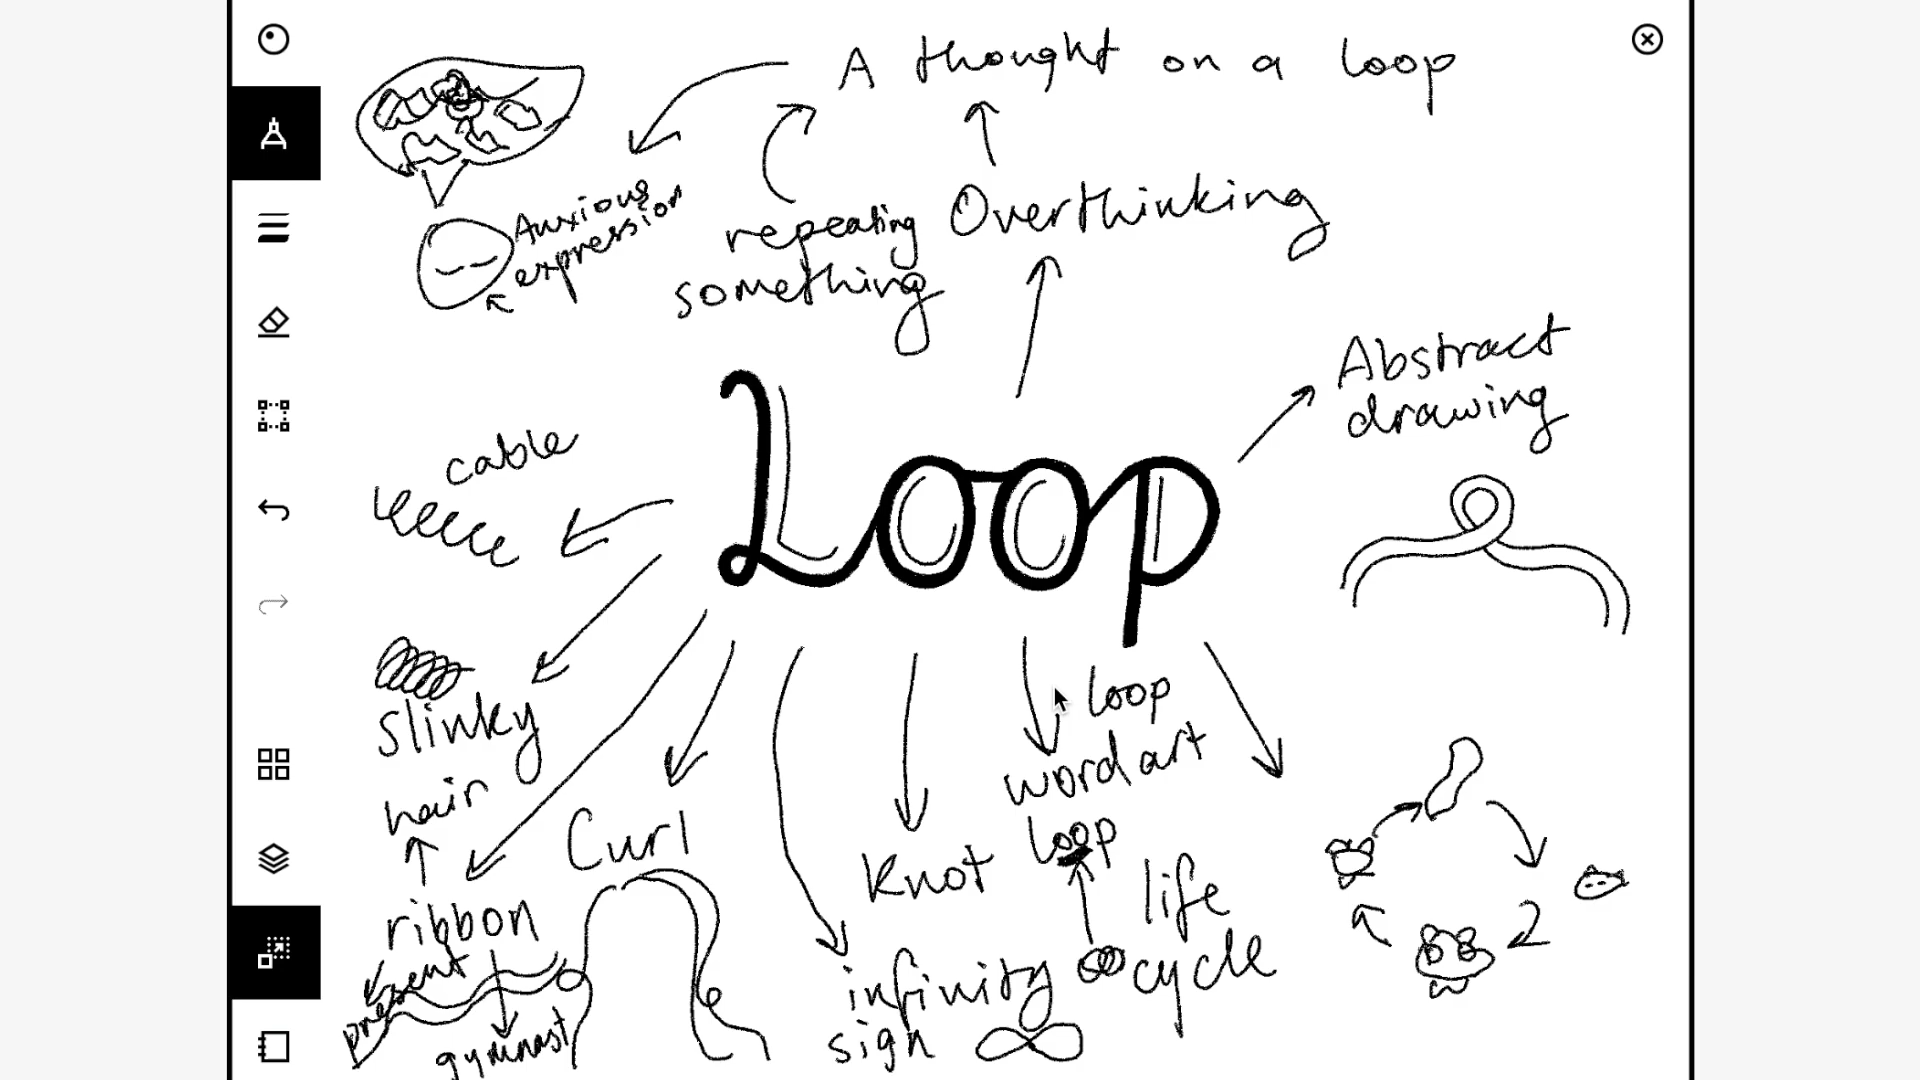 A thought on a loop
Anxious
expression
repeating
something
Overthinking
Abstract
drawing
cable
Loop
slinky
hair
Curl
Knot
loop
word art
loop
ribbon
present
gymnast
infinity
sign
life
cycle